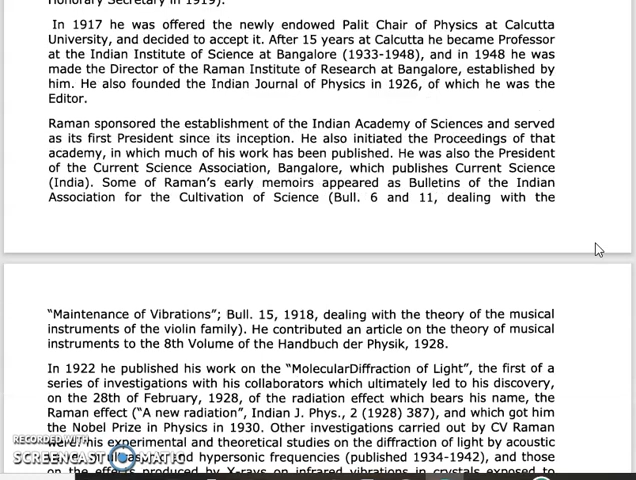 Honorary Secretary in 1919).
In 1917 he was offered the newly endowed Palit Chair of Physics at Calcutta
University, and decided to accept it. After 15 years at Calcutta he became Professor
at the Indian Institute of Science at Bangalore (1933-1948), and in 1948 he was
made the Director of the Raman Institute of Research at Bangalore, established by
him. He also founded the Indian Journal of Physics in 1926, of which he was the
Editor.
Raman sponsored the establishment of the Indian Academy of Sciences and served
as its first President since its inception. He also initiated the Proceedings of that
academy, in which much of his work has been published. He was also the President
of the Current Science Association, Bangalore, which publishes Current Science
(India). Some of Raman's early memoirs appeared as Bulletins of the Indian
Association for the Cultivation of Science (Bull. 6 and 11, dealing with the
"Maintenance of Vibrations"; Bull. 15, 1918, dealing with the theory of the musical
instruments of the violin family). He contributed an article on the theory of musical
instruments to the 8th Volume of the Handbuch der Physik, 1928.
In 1922 he published his work on the "MolecularDiffraction of Light", the first of a
series of investigations with his collaborators which ultimately led to his discovery,
on the 28th of February, 1928, of the radiation effect which bears his name, the
Raman effect ("A new radiation", Indian J. Phys., 2 (1928) 387), and which got him
the Nobel Prize in Physics in 1930. Other investigations carried out by CV Raman
were: his experimental and theoretical studies on the diffraction of light by acoustic
and hypersonic frequencies (published 1934-1942), and those
on the effects produced by X-rays on infrared vibrations in crystals exposed to
RECORDED WITH
SCREENCAST MATIC